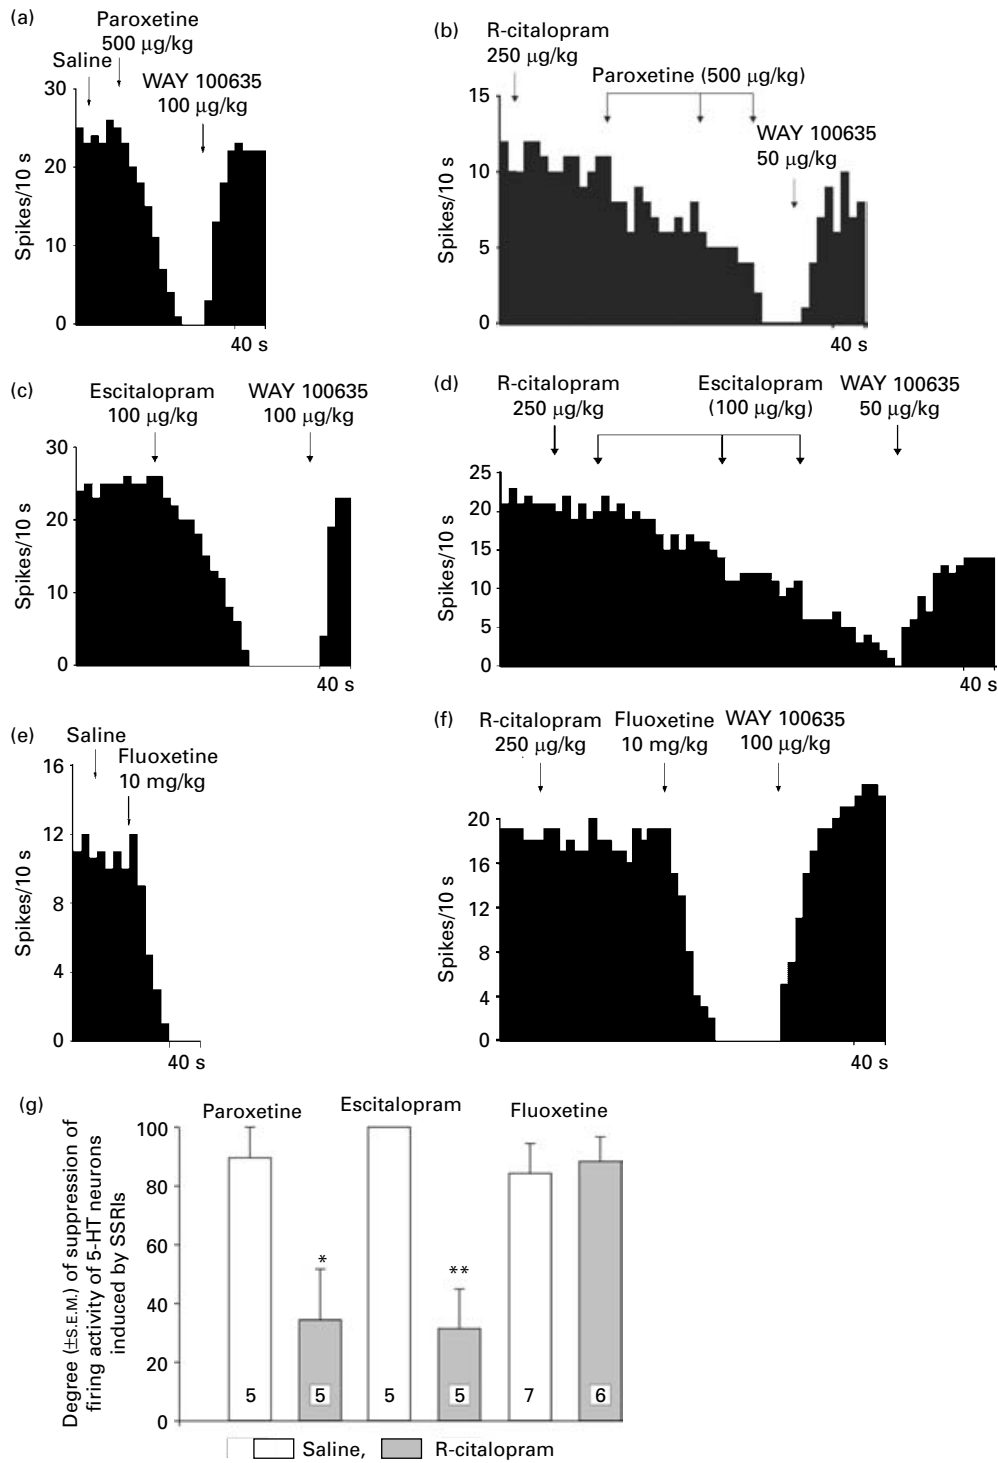 (a)
Paroxetine
500 µg/kg
Saline
WAY 100635
100 µg/kg
30
20
10
0
Spikes/10 s
40 s
(b)
R-citalopram
250 µg/kg
Paroxetine (500 µg/kg)
WAY 100635
50 µg/kg
15
10
5
0
Spikes/10 s
40 s
(c)
Escitalopram
100 µg/kg
WAY 100635
100 µg/kg
30
20
10
0
Spikes/10 s
40 s
(d)
R-citalopram
250 µg/kg
Escitalopram
(100 µg/kg)
WAY 100635
50 µg/kg
25
20
15
10
5
0
Spikes/10 s
40 s
(e)
Saline
Fluoxetine
10 mg/kg
16
12
8
4
0
Spikes/10 s
40 s
(f)
R-citalopram
250 µg/kg
Fluoxetine
10 mg/kg
WAY 100635
100 µg/kg
20
16
12
8
4
0
Spikes/10 s
40 s
(g)
Paroxetine
Escitalopram
Fluoxetine
100
80
60
40
20
0
Degree (±S.E.M.) of suppression of
firing activity of 5-HT neurons
induced by SSRIs
*
**
5
5
5
5
7
6
Saline,
R-citalopram